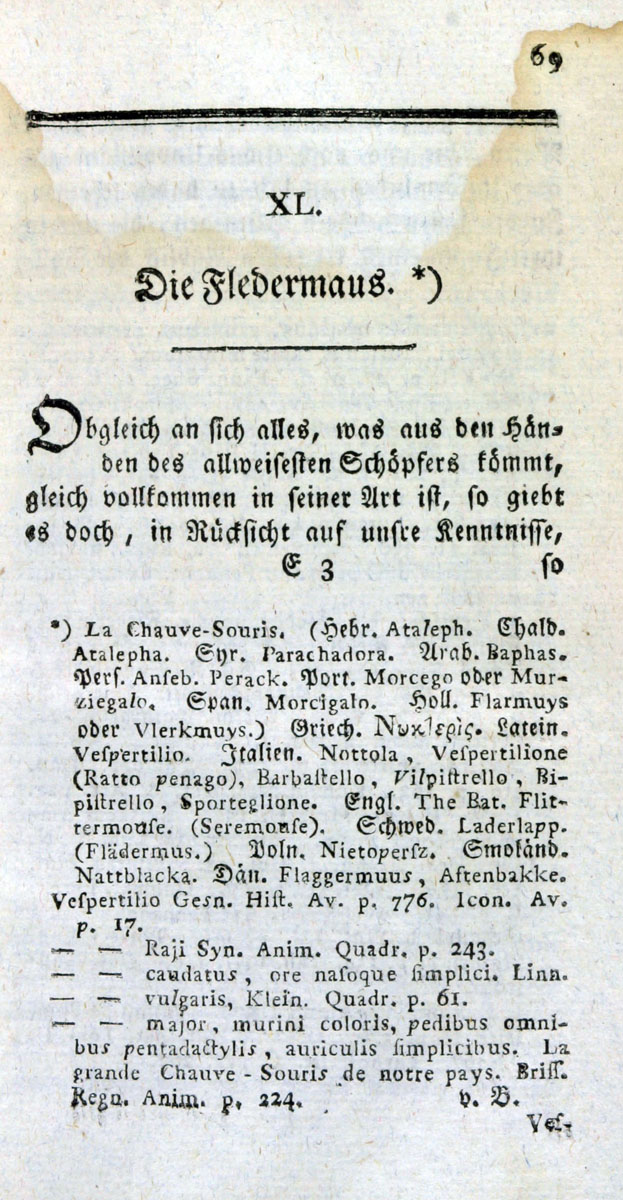 69
XL.
Die Fledermaus. *)
Obgleich an sich alles, was aus den Hän-
den des allweisesten Schöpfers kömmt,
gleich vollkommen in seiner Art ist, so giebt
es doch, in Rücksicht auf unsre Kenntnisse,
E 3 so
*) La Chauve-Souris. (Hebr. Ataleph. Chald.
Atalepha. Syr. Parachadora. Arab. Baphas.
Pers. Anseb. Perack. Port. Morcego oder Mur-
ziegalo. Span. Morcigalo. Holl. Flarmuys
oder Vlerkmuys.) Griech. Νυκλερὶς. Latein.
Vespertilio. Italien. Nottola, Vespertilione
(Ratto penago), Barbastello, Vilpistrello, Bi-
pistrello, Sporteglione. Engl. The Bat. Flit-
termouse. (Seremouse). Schwed. Laderlapp.
(Flädermus.) Poln. Nietopersz. Smoländ.
Nattblacka. Dän. Flaggermuus, Aftenbakke.
Vespertilio Gesn. Hist. Av. p. 776. Icon. Av.
p. 17.
— — Raji Syn. Anim. Quadr. p. 243.
— — caudatus, ore nasoque simplici. Linn.
— — vulgaris, Klein. Quadr. p. 61.
— — major, murini coloris, pedibus omni-
bus pentadactylis, auriculis simplicibus. La
grande Chauve-Souris de notre pays. Briss.
Regn. Anim. p. 224. v. B.
Ves-